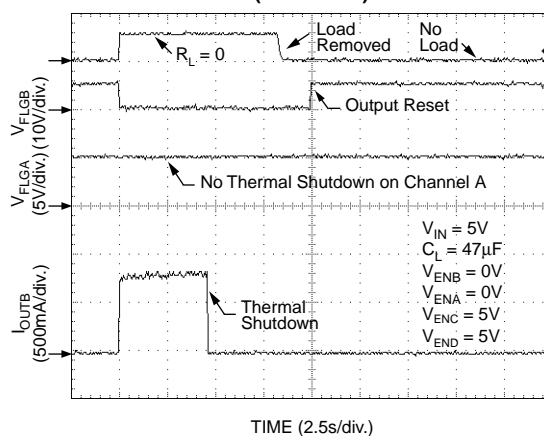 Load
Removed
No
Load
R_L = 0
Output Reset
V_FLGB
(10V/div.)
V_FLGA
(5V/div.)
No Thermal Shutdown on Channel A
V_IN = 5V
C_L = 47µF
V_ENB = 0V
V_ENA = 0V
V_ENC = 5V
V_END = 5V
I_OUTB
(500mA/div.)
Thermal
Shutdown
TIME (2.5s/div.)